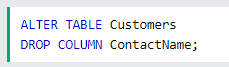 ALTER TABLE Customers
DROP COLUMN ContactName;